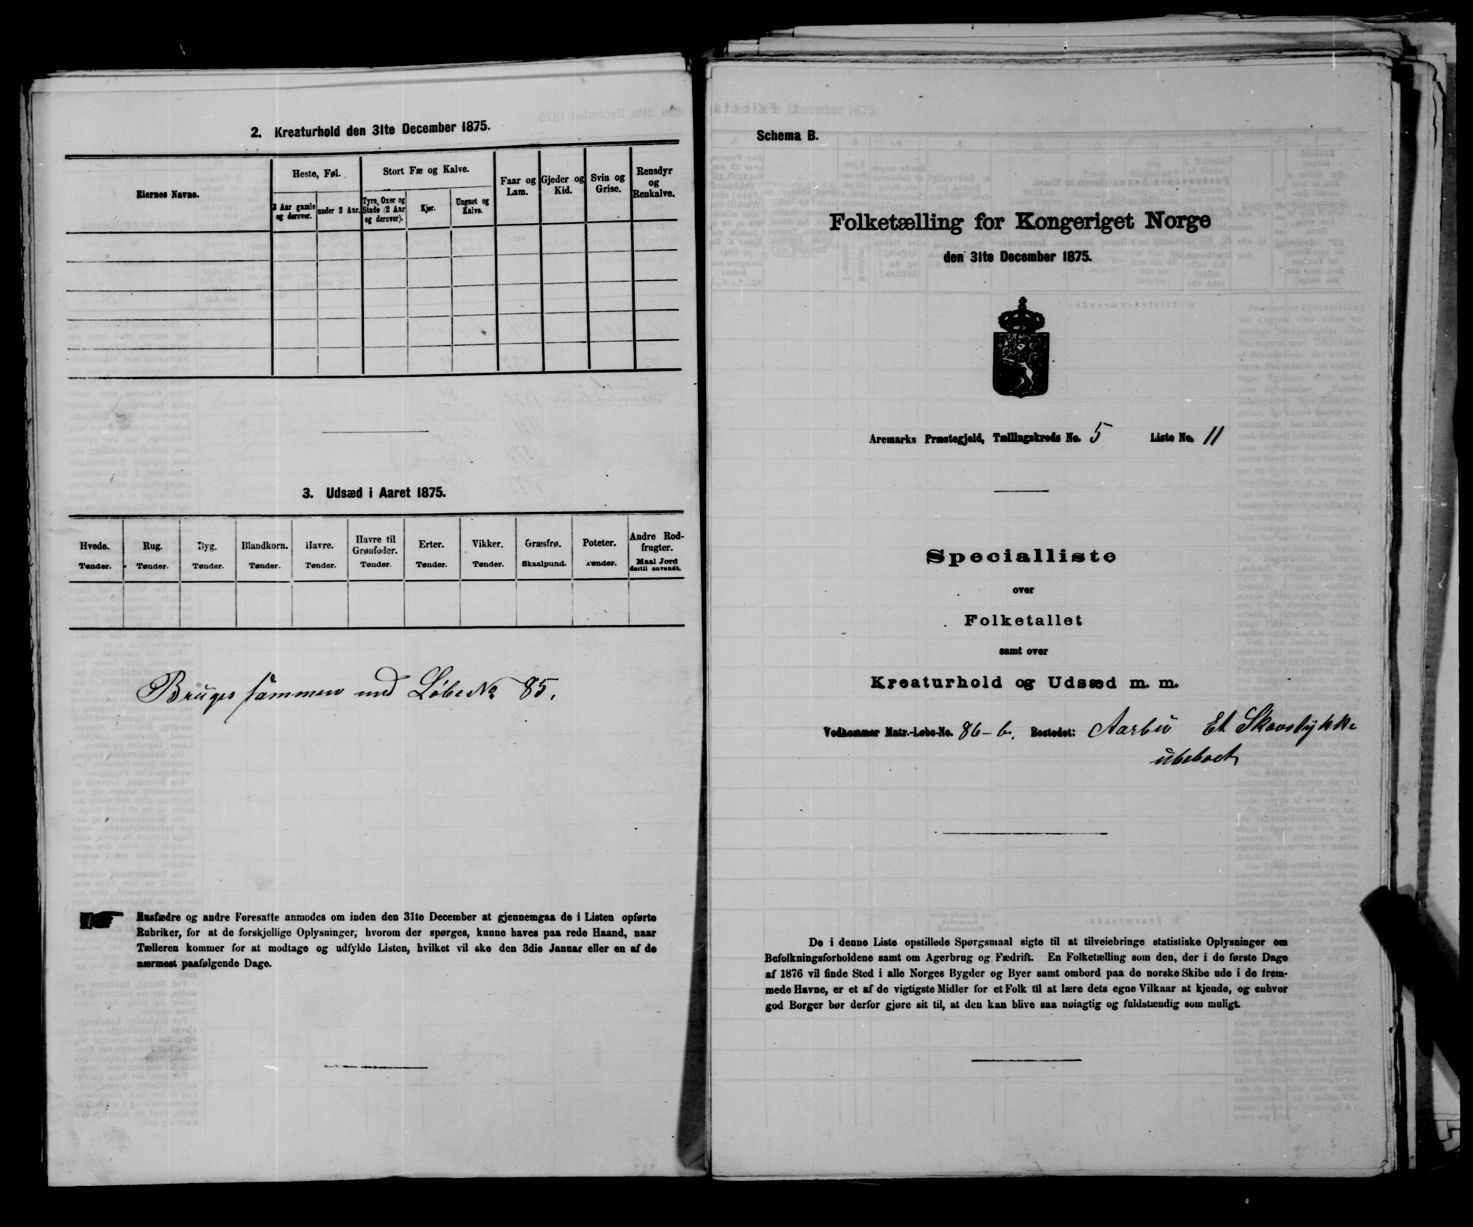 2. Kreaturhold den 31te December 1875.
Eiernes Navne.
Heste, Føl.
3 Aar gamle og derover.
under 3 Aar.
Stort Fæ og Kalve.
Tyre, Oxer og Stude (2 Aar og derover).
Kjør.
Ungnøt og Kalve.
Faar og Lam.
Gjeder og Kid.
Svin og Grise.
Rensdyr og Renkalve.
3. Udsæd i Aaret 1875.
Hvede. Tønder.
Rug. Tønder.
Byg. Tønder.
Blandkorn. Tønder.
Havre. Tønder.
Havre til Grønfoder. Tønder.
Erter. Tønder.
Vikker. Tønder.
Græsfrø. Skaalpund.
Poteter. Tønder.
Andre Rodfrugter. Maal Jord dertil anvendt.
Bruges sammen med Løbe No 85.
Husfædre og andre Foresatte anmodes om inden den 31te December at gjennemgaa de i Listen opførte
Rubriker, for at de forskjellige Oplysninger, hvorom der spørges, kunne haves paa rede Haand, naar
Tælleren kommer for at modtage og udfylde Listen, hvilket vil ske den 3die Januar eller en af de
nærmest paafølgende Dage.
Schema B.
Folketælling for Kongeriget Norge
den 31te December 1875.
Aremarks Præstegjeld, Tællingskreds No. 5 Liste No. 11
Specialliste
over
Folketallet
samt over
Kreaturhold og Udsæd m. m.
Vedkommer Matr.-Løbe-No. 86-b. Bostedet: Aarbu Et Skovstykke
ubeboet
De i denne Liste opstillede Spørgsmaal sigte til at tilveiebringe statistiske Oplysninger om
Befolkningsforholdene samt om Agerbrug og Fædrift. En Folketælling som den, der i de første Dage
af 1876 vil finde Sted i alle Norges Bygder og Byer samt ombord paa de norske Skibe ude i de frem-
mede Havne, er et af de vigtigste Midler for et Folk til at lære dets egne Vilkaar at kjende, og enhver
god Borger bør derfor gjøre sit til, at den kan blive saa nøiagtig og fuldstændig som muligt.